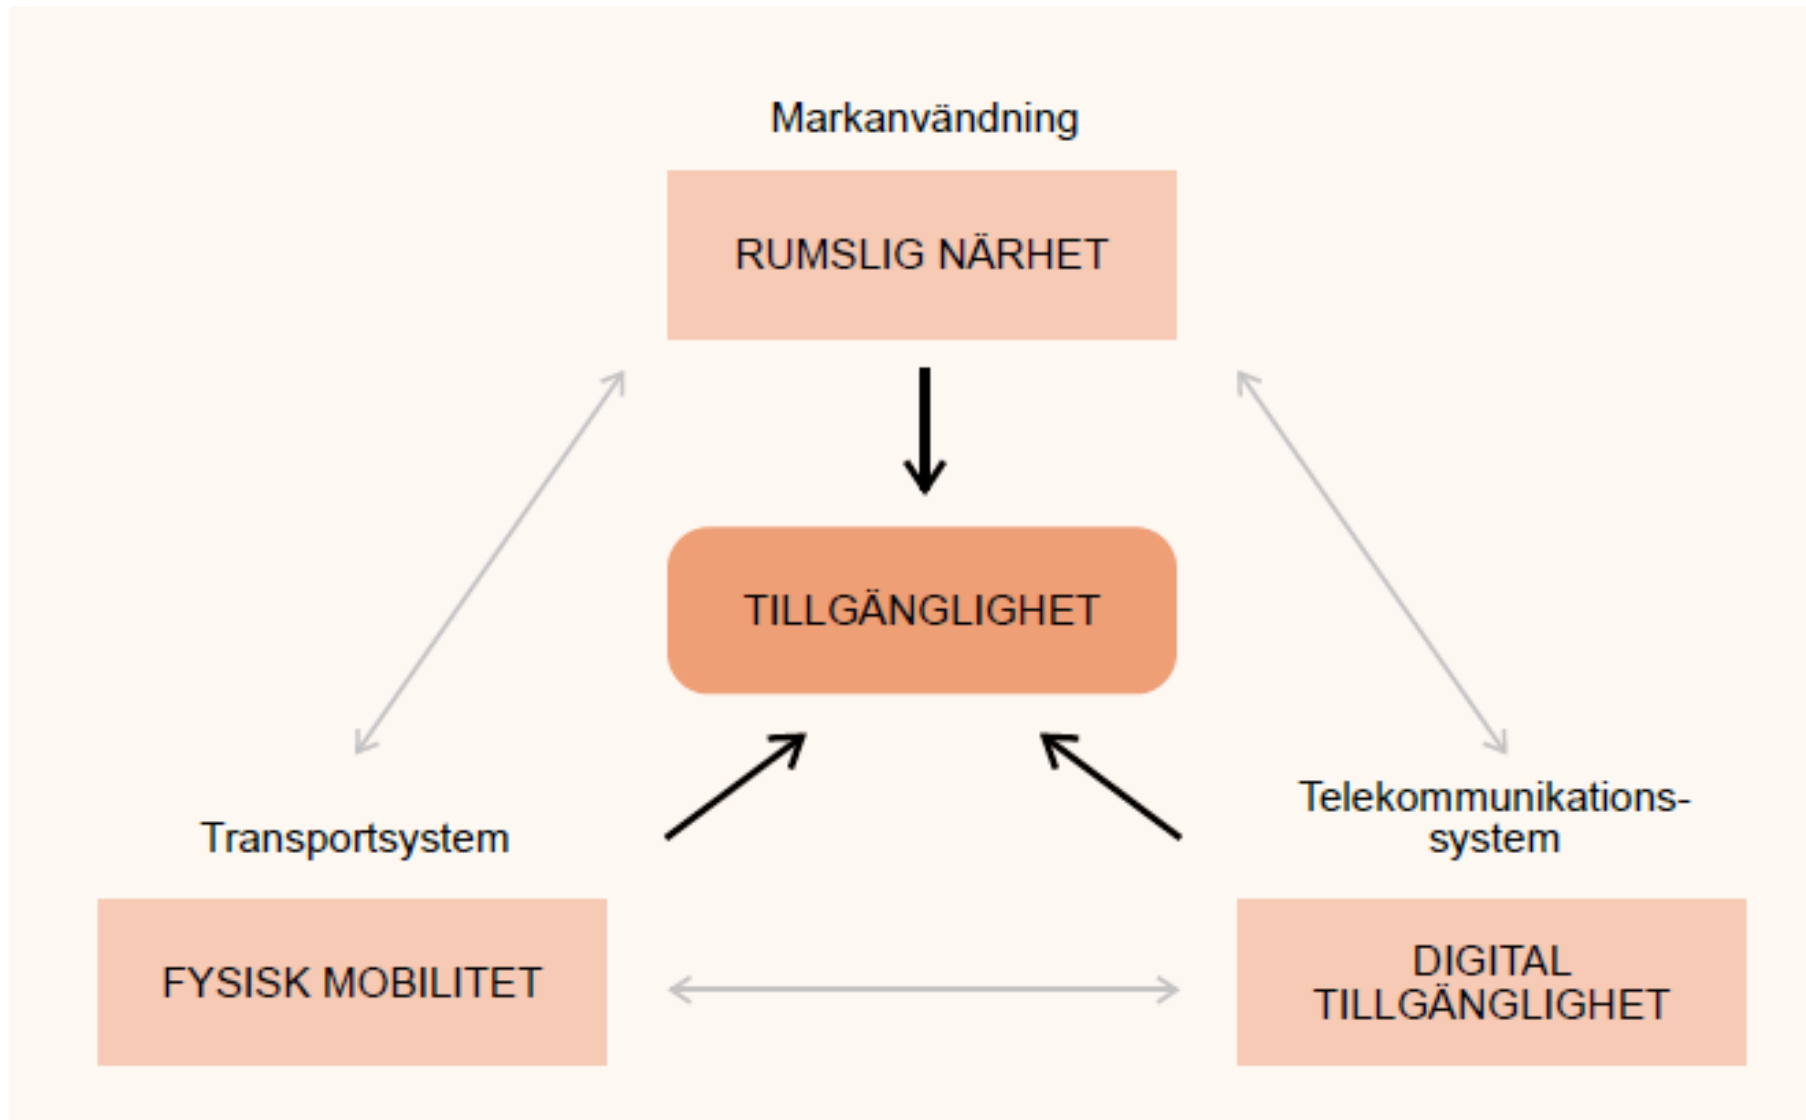 Markanvändning
RUMSLIG NÄRHET
TILLGÄNGLIGHET
Transportsystem
FYSISK MOBILITET
Telekommunikations-
system
DIGITAL
TILLGÄNGLIGHET